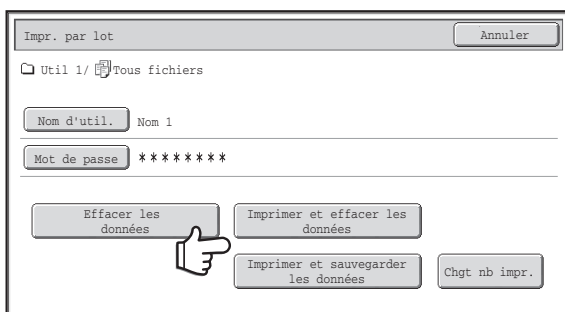 Impr. par lot Annuler
Util 1/ Tous fichiers
Nom d'util. Nom 1
Mot de passe ********
Effacer les
données
Imprimer et effacer les
données
Imprimer et sauvegarder
les données
Chgt nb impr.